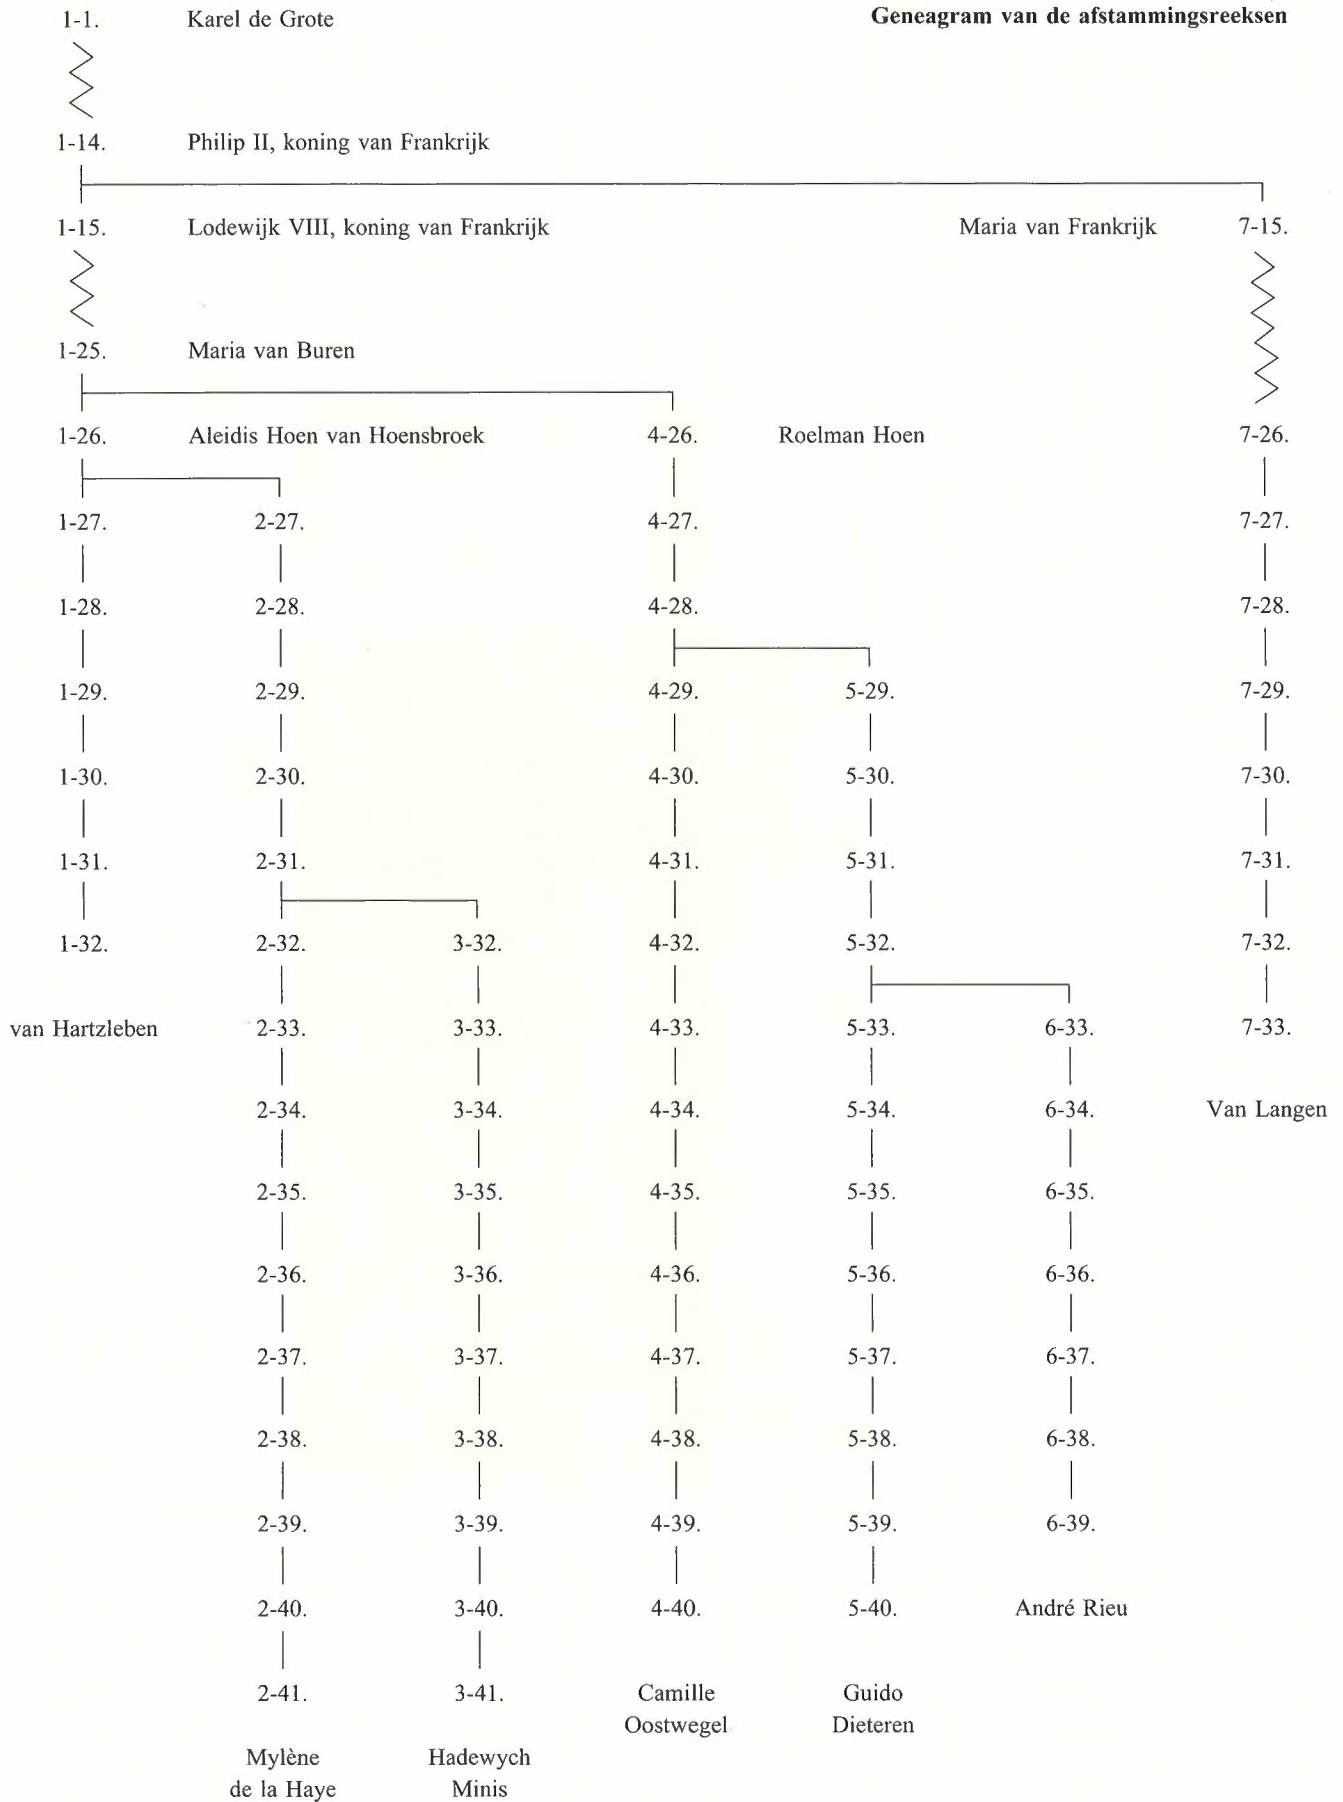 1-1. Karel de Grote Geneagram van de afstammingsreeksen
1-14. Philip II, koning van Frankrijk
1-15. Lodewijk VIII, koning van Frankrijk Maria van Frankrijk 7-15.
1-25. Maria van Buren
1-26. Aleidis Hoen van Hoensbroek 4-26. Roelman Hoen 7-26.
1-27. 2-27. 4-27. 7-27.
1-28. 2-28. 4-28. 7-28.
1-29. 2-29. 4-29. 5-29. 7-29.
1-30. 2-30. 4-30. 5-30. 7-30.
1-31. 2-31. 4-31. 5-31. 7-31.
1-32. 2-32. 3-32. 4-32. 5-32. 7-32.
van Hartzleben 2-33. 3-33. 4-33. 5-33. 6-33. 7-33.
2-34. 3-34. 4-34. 5-34. 6-34. Van Langen
2-35. 3-35. 4-35. 5-35. 6-35.
2-36. 3-36. 4-36. 5-36. 6-36.
2-37. 3-37. 4-37. 5-37. 6-37.
2-38. 3-38. 4-38. 5-38. 6-38.
2-39. 3-39. 4-39. 5-39. 6-39.
2-40. 3-40. 4-40. 5-40. André Rieu
2-41. 3-41. Camille Guido
Oostwegel Dieteren
Mylène Hadewych
de la Haye Minis